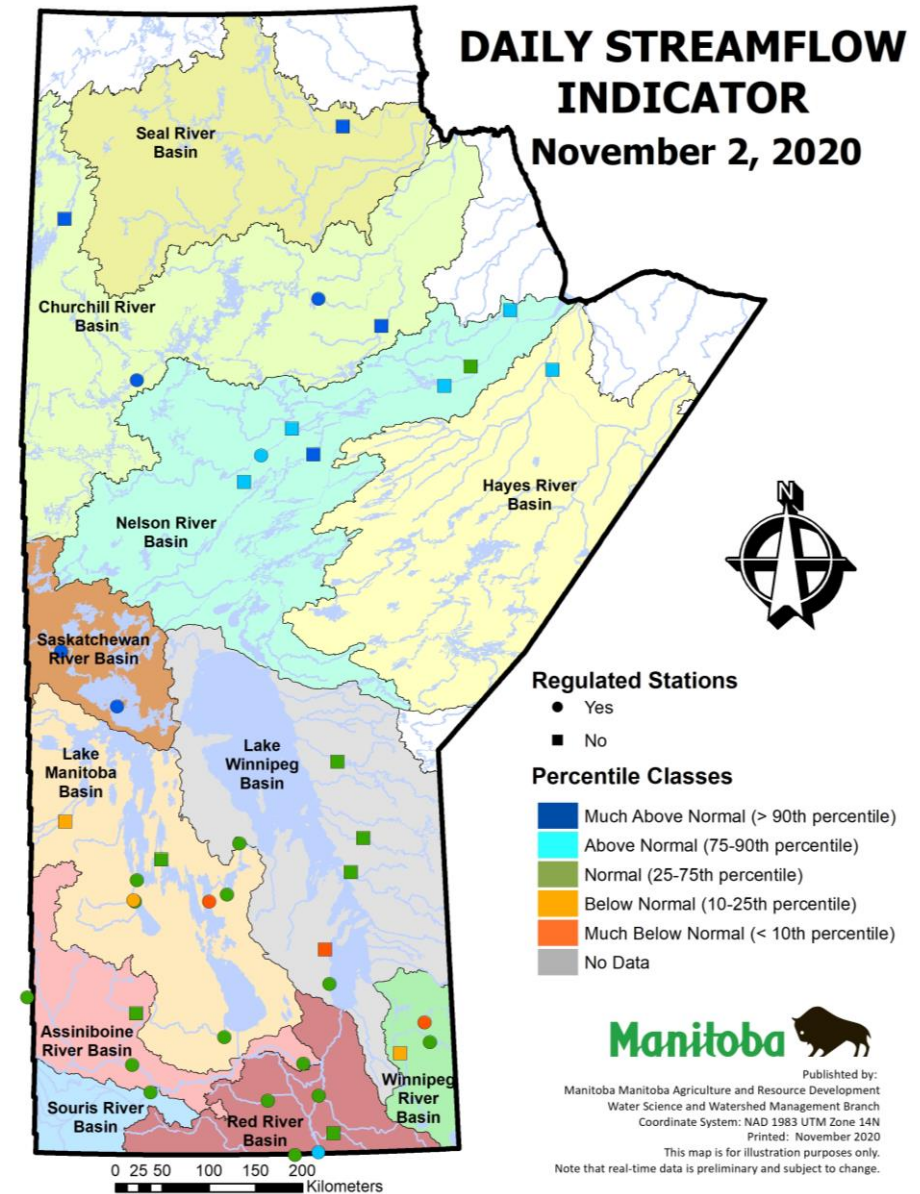 DAILY STREAMFLOW
INDICATOR
November 2, 2020
Seal River
Basin
Churchill River
Basin
Hayes River
Basin
Nelson River
Basin
N
Saskatchewan
River Basin
Lake
Manitoba
Basin
Lake
Winnipeg
Basin
Assiniboine
River Basin
Souris River
Basin
Red River
Basin
Winnipeg
River
Basin
0 25 50 100 150 200
Kilometers
Regulated Stations
Yes
No
Percentile Classes
Much Above Normal (> 90th percentile)
Above Normal (75-90th percentile)
Normal (25-75th percentile)
Below Normal (10-25th percentile)
Much Below Normal (< 10th percentile)
No Data
Manitoba
Publishted by:
Manitoba Manitoba Agriculture and Resource Development
Water Science and Watershed Management Branch
Coordinate System: NAD 1983 UTM Zone 14N
Printed: November 2020
This map is for illustration purposes only.
Note that real-time data is preliminary and subject to change.